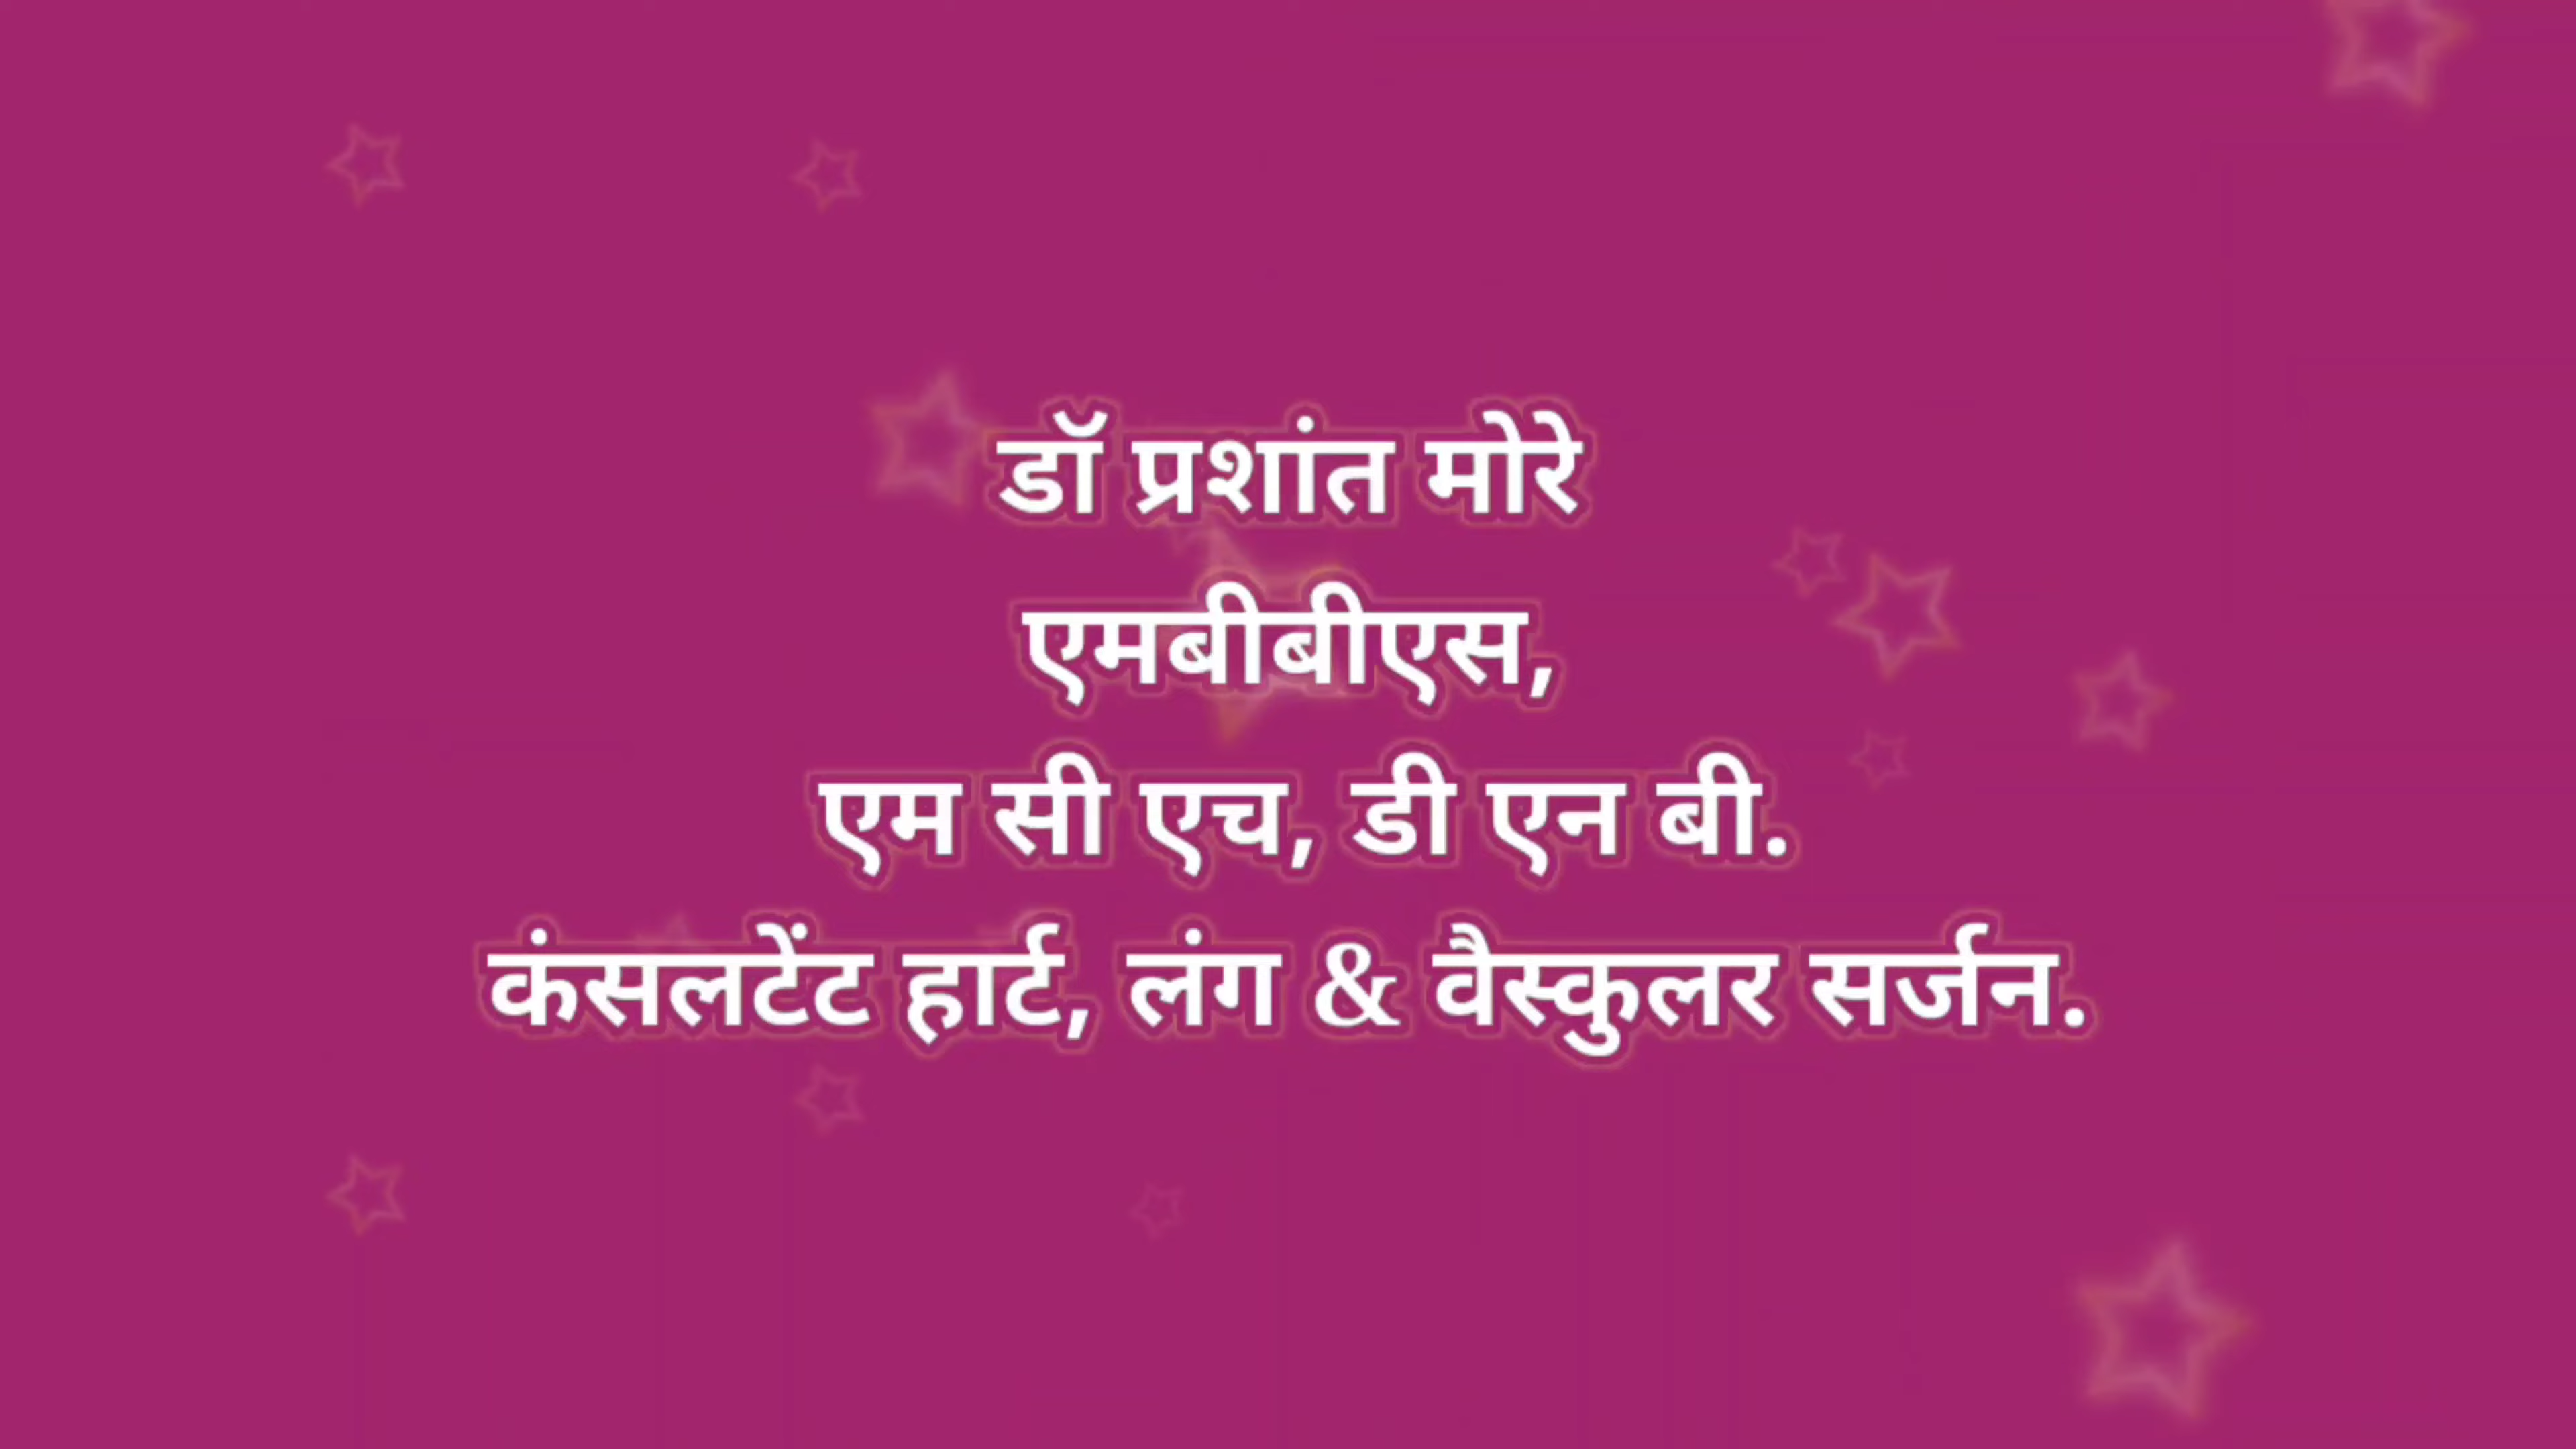 डॉ प्रशांत मोरे
एमबीबीएस,
एम सी एच, डी एन बी.
कंसलटेंट हार्ट, लंग & वैस्कुलर सर्जन.